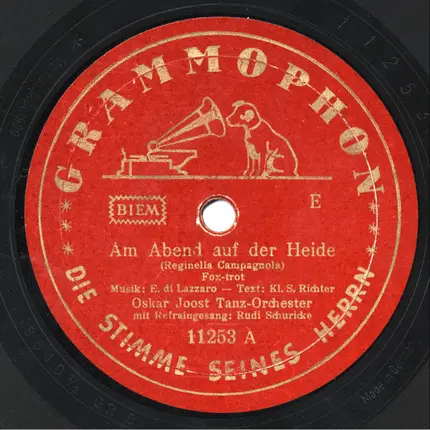 GRAMMOPHON
BIEM
E
Am Abend auf der Heide
(Reginella Campagnola)
Fox-trot
Musik: E. di Lazzaro – Text: Kl. S. Richter
Oskar Joost Tanz-Orchester
mit Refraingesang: Rudi Schuricke
11253 A
DIE STIMME SEINES HERRN